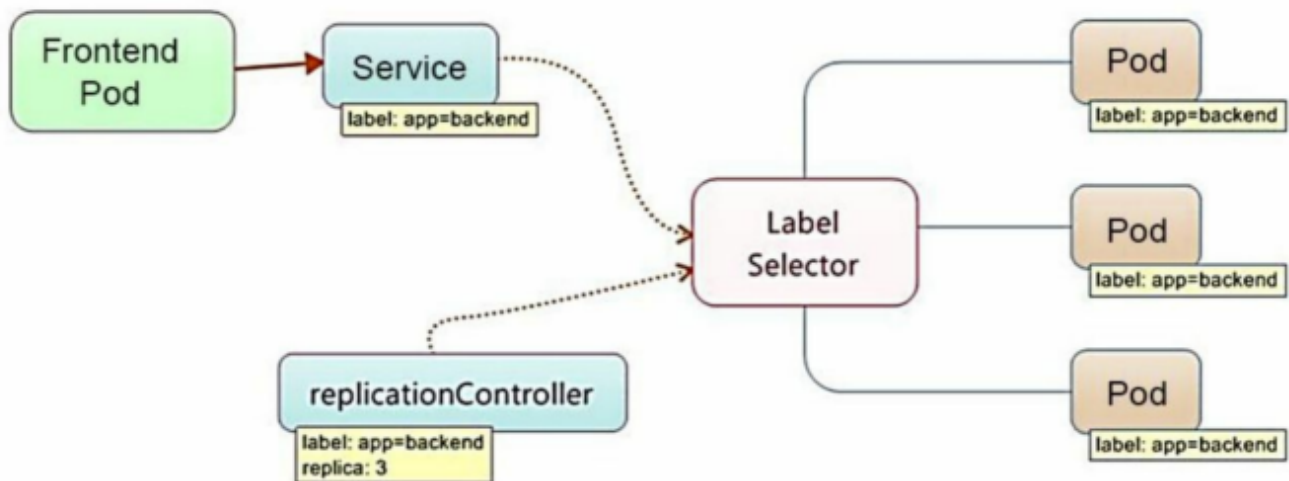 Frontend
Pod
Service
label: app=backend
Pod
label: app=backend
Label
Selector
Pod
label: app=backend
replicationController
label: app=backend
replica: 3
Pod
label: app=backend